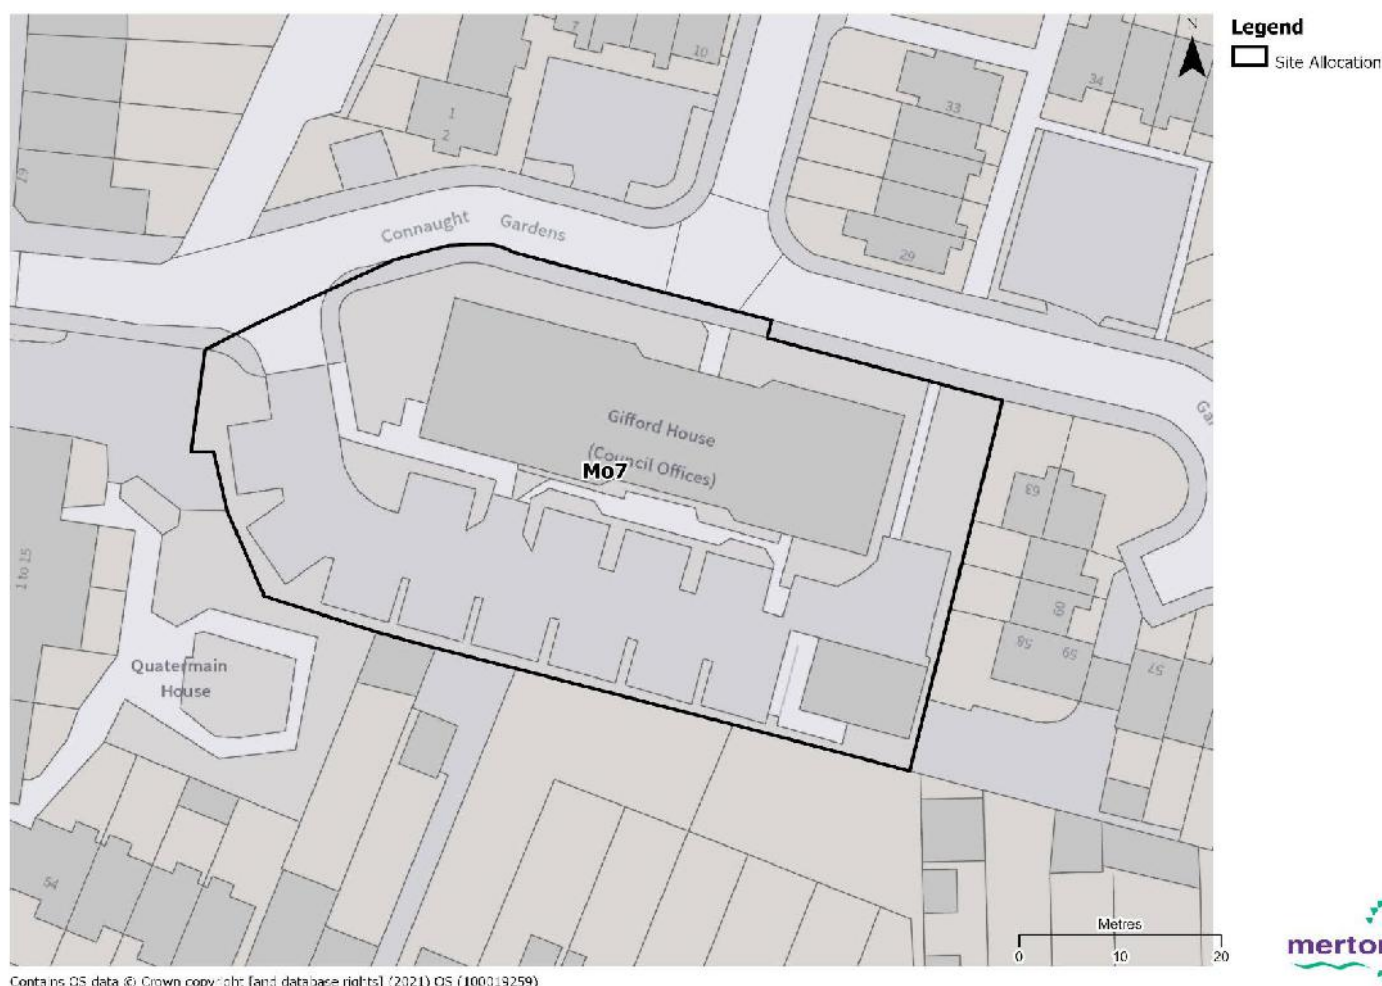 Legend
Site Allocation
N
7
10
1
2
33
34
19
Connaught Gardens
29
Gifford House
(Council Offices)
Mo7
63
1 to 15
60
58
59
57
Quatermain
House
54
Metres
0 10 20
merton
Contains OS data © Crown copyright [and database rights] (2021) OS (100019259)